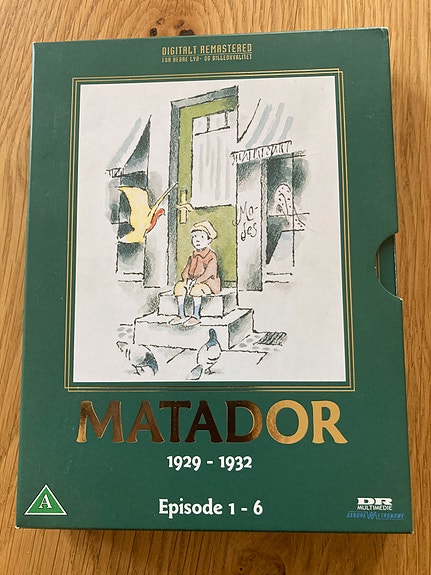 DIGITALT REMASTERED
FOR BEDRE LYD- OG BILLEDKVALITET
Mo-
des
MATADOR
1929 - 1932
Episode 1 - 6
A
DR
MULTIMEDIE